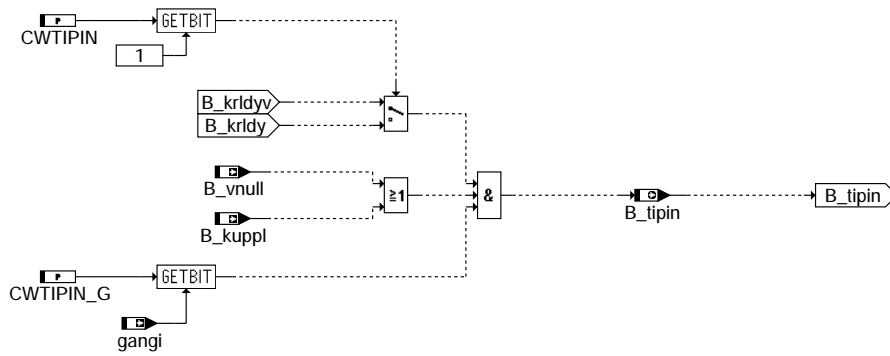 P
GETBIT
CWTIPIN
1
B_krldyv
B_krldy
B_vnull
≥1
&
B_kuppl
B_tipin
B_tipin
P
GETBIT
CWTIPIN_G
gangi